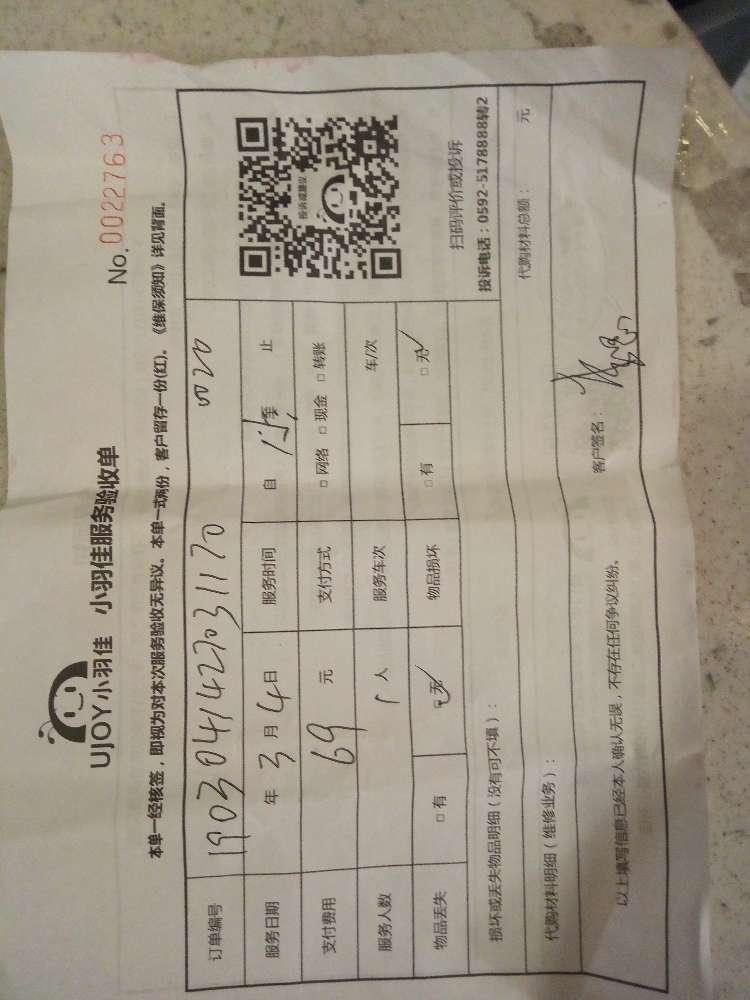 UJOY小羽佳 小羽佳服务验收单
No. 0022763
本单一经核签，即视为对本次服务验收无异议。本单一式两份，客户留存一份(红)。《维保须知》详见背面。
订单编号 1903041427031170 0020
服务日期 年 3 月 4 日 服务时间 自 至 止
支付费用 69 元 支付方式 □ 网络 □ 现金 □ 转账
服务人数 1 人 服务车次 车/次
物品丢失 □ 有 □ 无 物品损坏 □ 有 □ 无
投诉或建议
扫码评价或投诉
投诉电话：0592-5178888转2
损坏或丢失物品明细（没有可不填）：
代购材料明细（维修业务）： 代购材料总额： 元
以上填写信息已经本人确认无误，不存在任何争议纠纷。 客户签名：